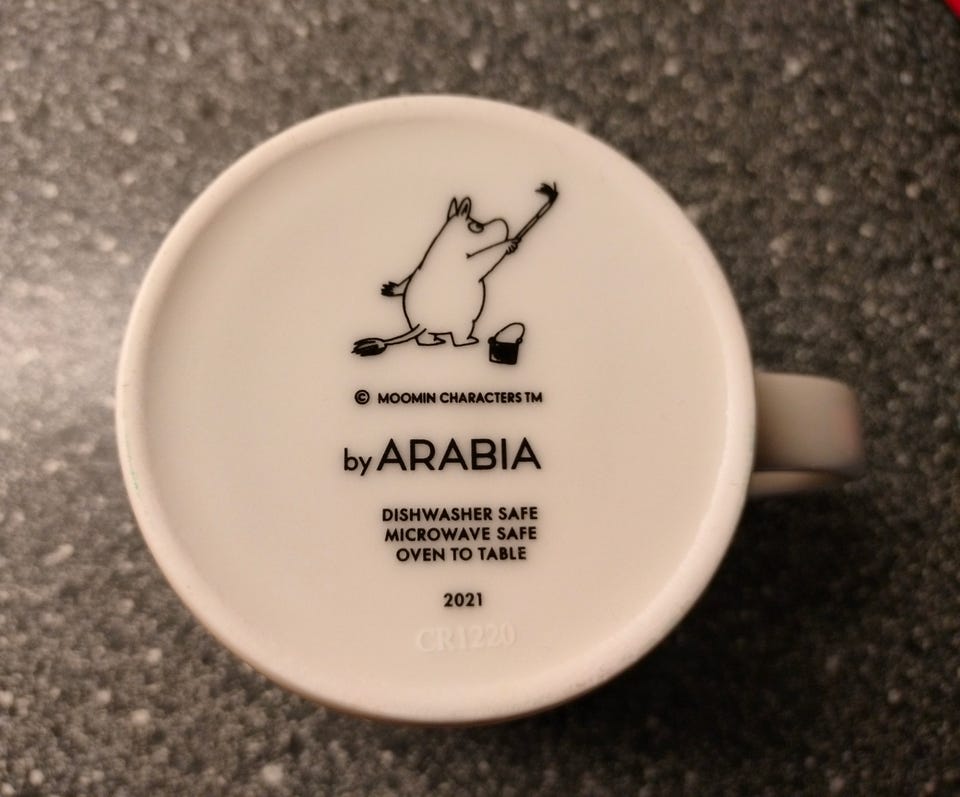 © MOOMIN CHARACTERS TM
by ARABIA
DISHWASHER SAFE
MICROWAVE SAFE
OVEN TO TABLE
2021
CR1220